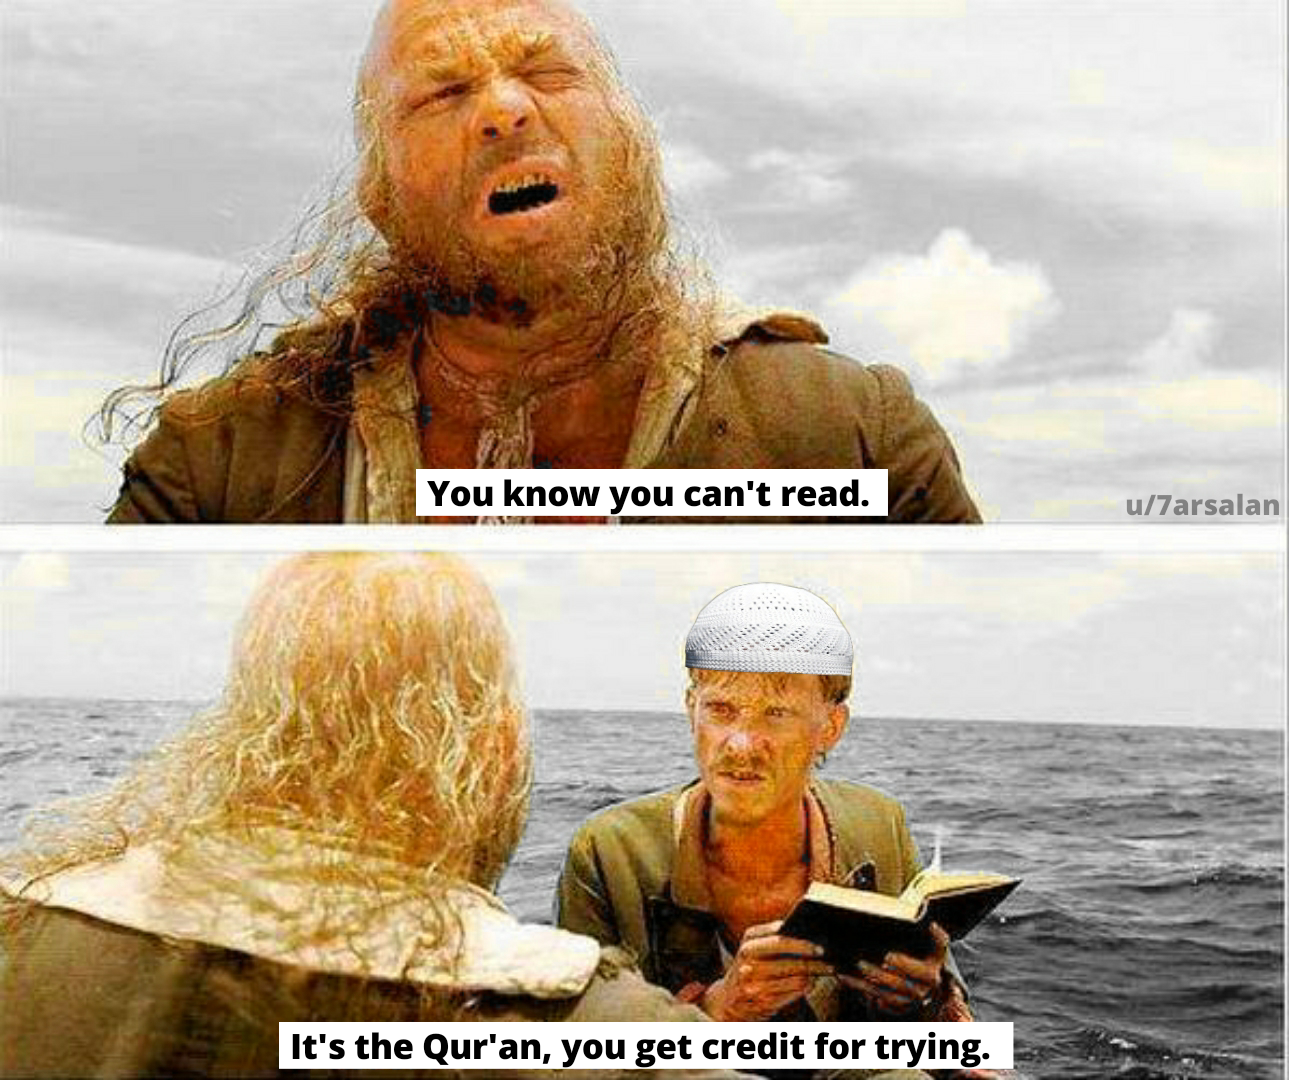 You know you can't read.
u/7arsalan
It's the Qur'an, you get credit for trying.